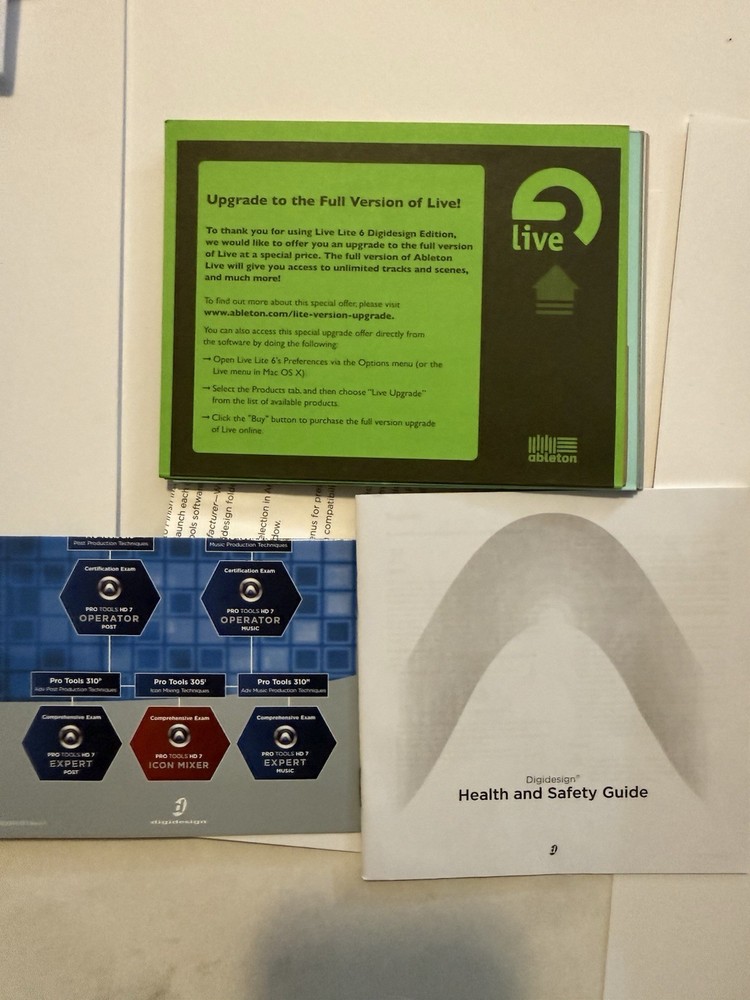 Upgrade to the Full Version of Live!
To thank you for using Live Lite 6 Digidesign Edition,
we would like to offer you an upgrade to the full version
of Live at a special price. The full version of Ableton
Live will give you access to unlimited tracks and scenes,
and much more!
To find out more about this special offer, please visit
www.ableton.com/lite-version-upgrade.
You can also access this special upgrade offer directly from
the software by doing the following:
→ Open Live Lite 6's Preferences via the Options menu (or the
Live menu in Mac OS X).
→ Select the Products tab, and then choose "Live Upgrade"
from the list of available products.
→ Click the "Buy" button to purchase the full version upgrade
of Live online.
live
ableton
Post Production Techniques
Music Production Techniques
Certification Exam
PRO TOOLS HD 7
OPERATOR
POST
Certification Exam
PRO TOOLS HD 7
OPERATOR
MUSIC
Pro Tools 310P
Adv Post Production Techniques
Pro Tools 305I
Icon Mixing Techniques
Pro Tools 310M
Adv Music Production Techniques
Comprehensive Exam
PRO TOOLS HD 7
EXPERT
POST
Comprehensive Exam
PRO TOOLS HD 7
ICON MIXER
Comprehensive Exam
PRO TOOLS HD 7
EXPERT
MUSIC
digidesign
Digidesign®
Health and Safety Guide